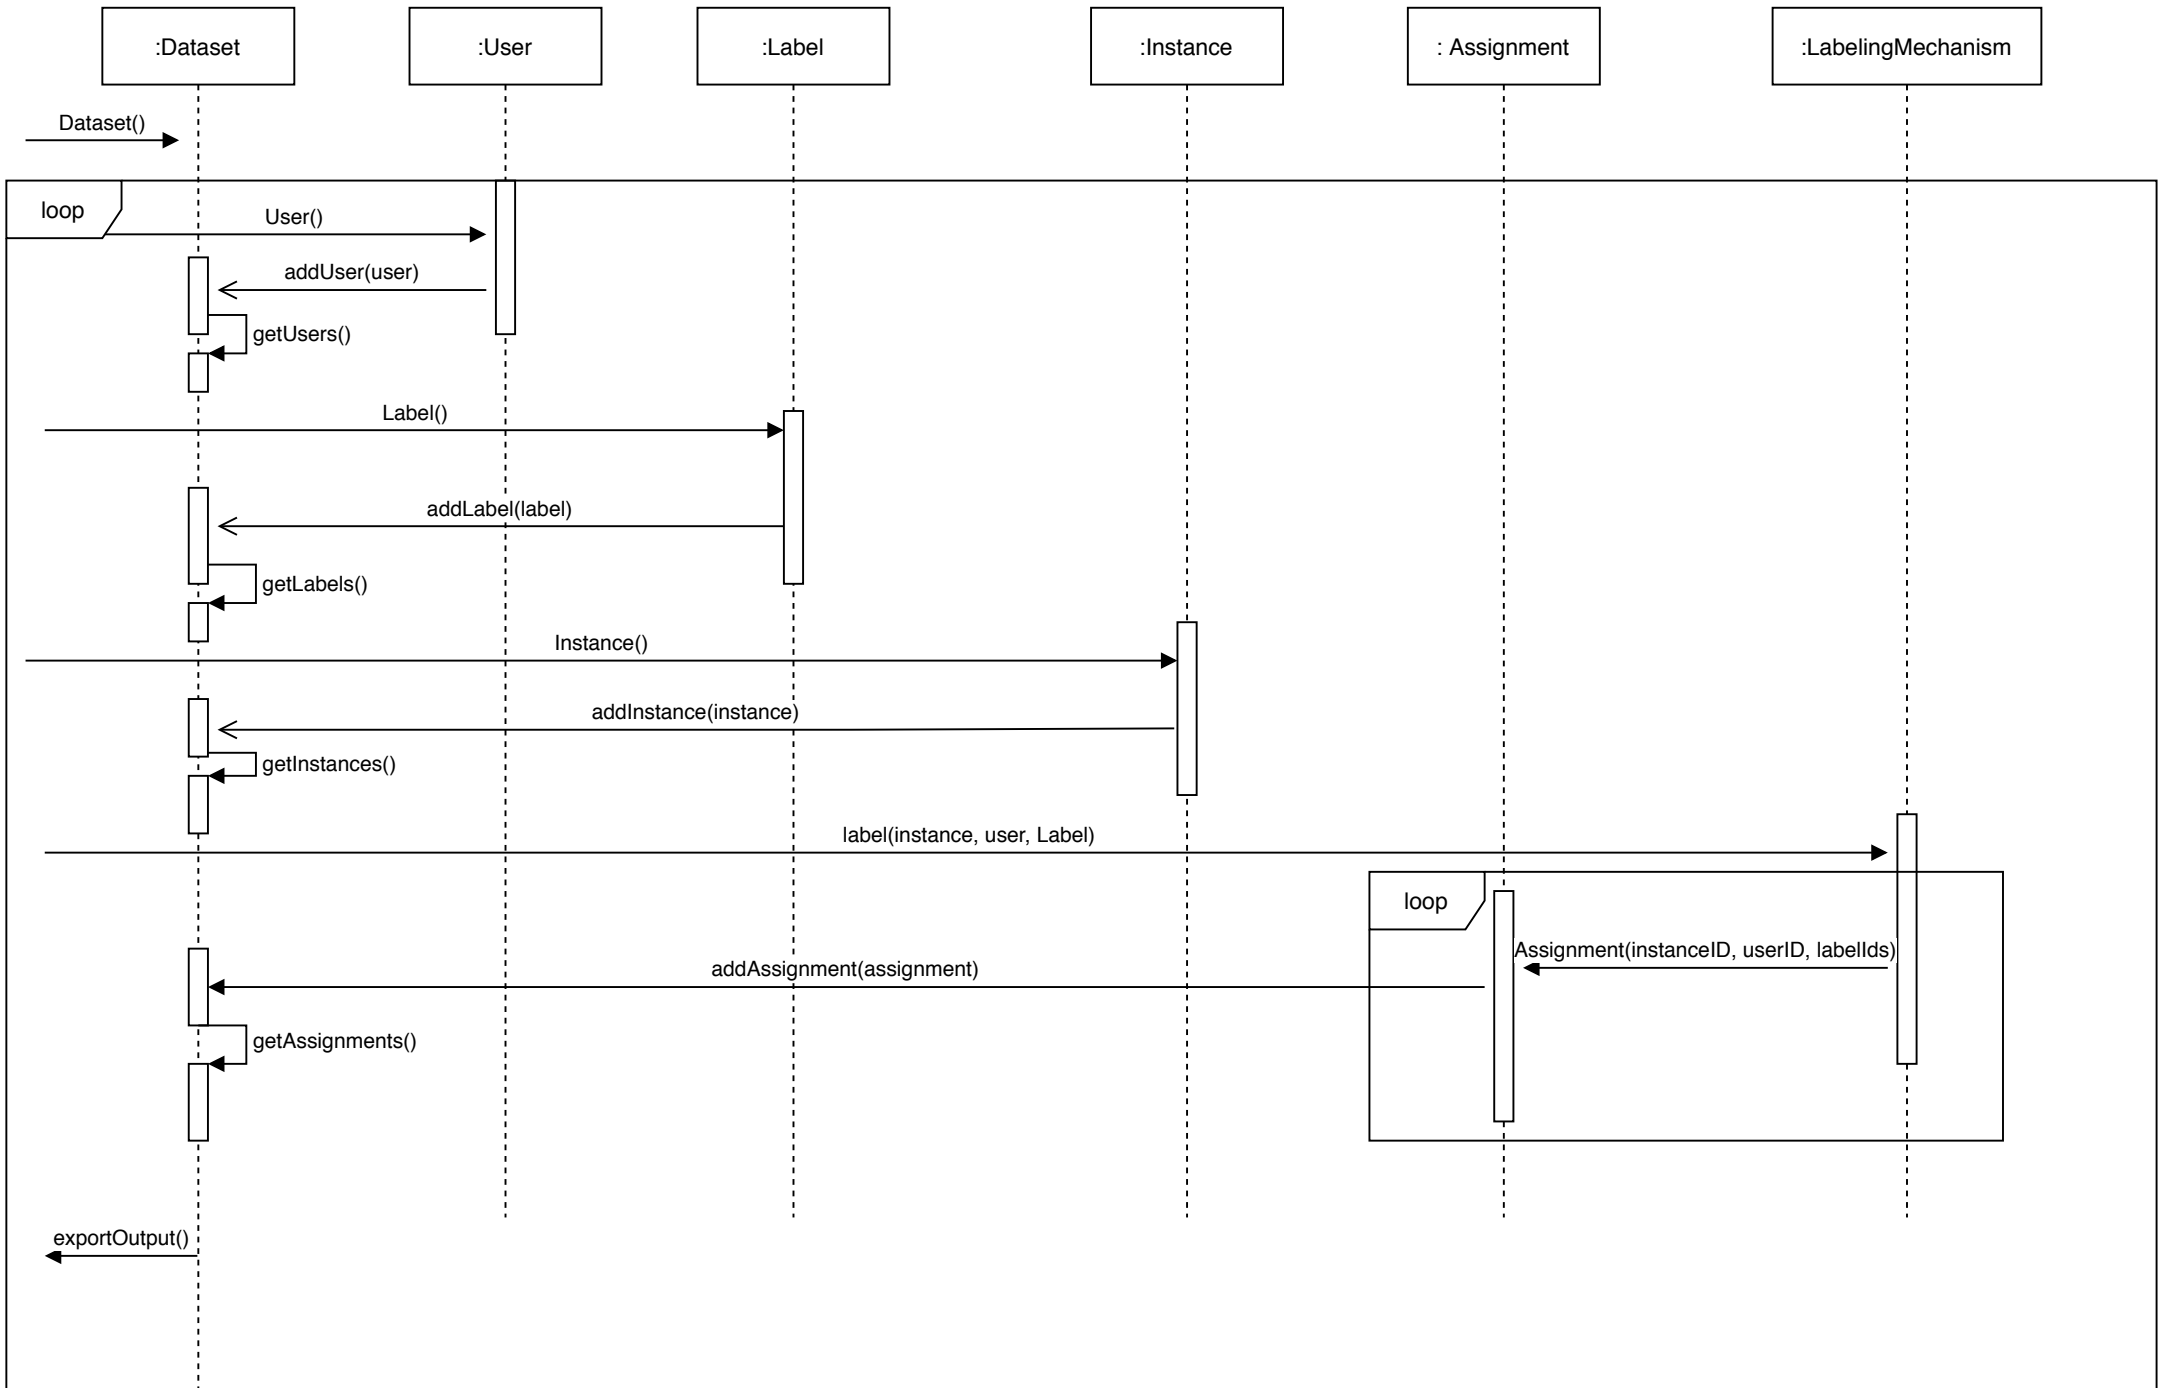 :Dataset
:User
:Label
:Instance
: Assignment
:LabelingMechanism
Dataset()
loop
User()
addUser(user)
getUsers()
Label()
addLabel(label)
getLabels()
Instance()
addInstance(instance)
getInstances()
label(instance, user, Label)
loop
Assignment(instanceID, userID, labelIds)
addAssignment(assignment)
getAssignments()
exportOutput()